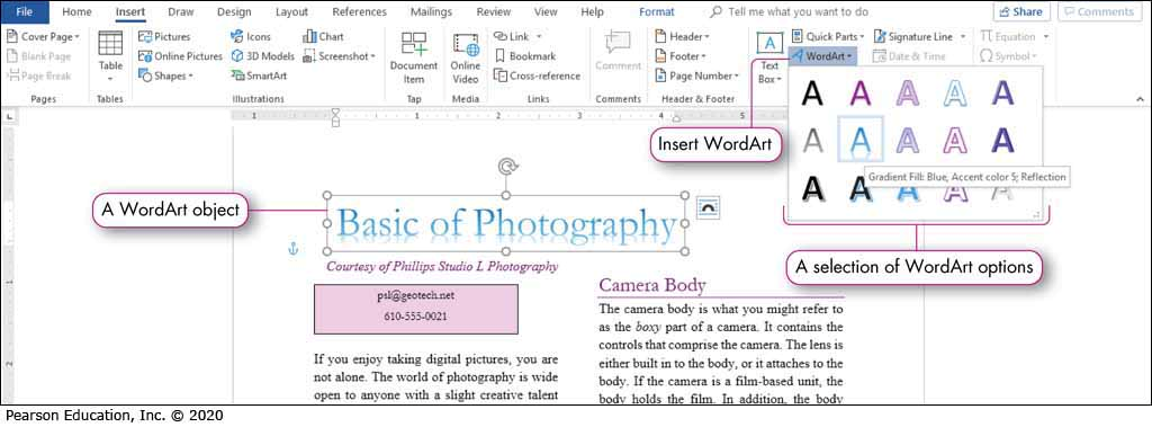 File Home Insert Draw Design Layout References Mailings Review View Help Format Tell me what you want to do Share Comments
Cover Page
Blank Page
Page Break
Pages
Table
Tables
Pictures
Online Pictures
Shapes
Icons
3D Models
SmartArt
Chart
Screenshot
Illustrations
Document
Item
Tap
Online
Video
Media
Link
Bookmark
Cross-reference
Links
Comment
Comments
Header
Footer
Page Number
Header & Footer
Text
Box
Quick Parts
WordArt
Signature Line
Date & Time
Equation
Symbol
L
1 1 2 3 4 5
Insert WordArt
A A A A A
A A A A A
Gradient Fill: Blue, Accent color 5; Reflection
A A A A A
A WordArt object
A selection of WordArt options
Basic of Photography
Courtesy of Phillips Studio L Photography
psl@geotech.net
610-555-0021
If you enjoy taking digital pictures, you are
not alone. The world of photography is wide
open to anyone with a slight creative talent
Camera Body
The camera body is what you might refer to
as the boxy part of a camera. It contains the
controls that comprise the camera. The lens is
either built in to the body, or it attaches to the
body. If the camera is a film-based unit, the
body holds the film. In addition, the body
1
2
Pearson Education, Inc. © 2020